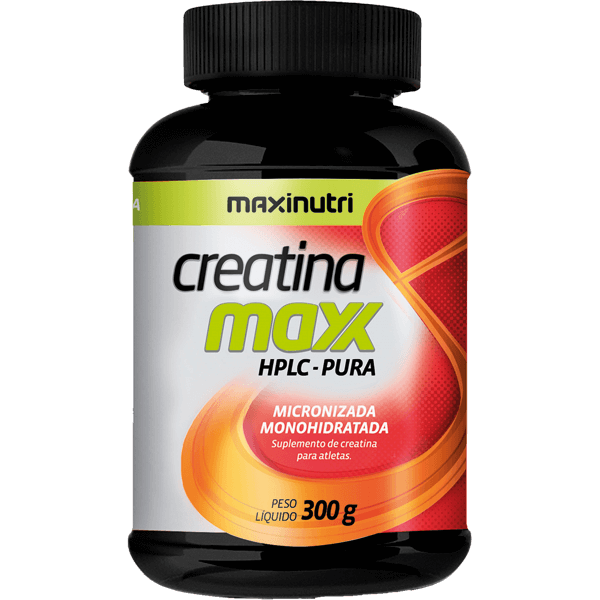 maxinutri
creatina
maxx
HPLC - PURA
MICRONIZADA
MONOHIDRATADA
Suplemento de creatina
para atletas.
PESO
LÍQUIDO 300 g